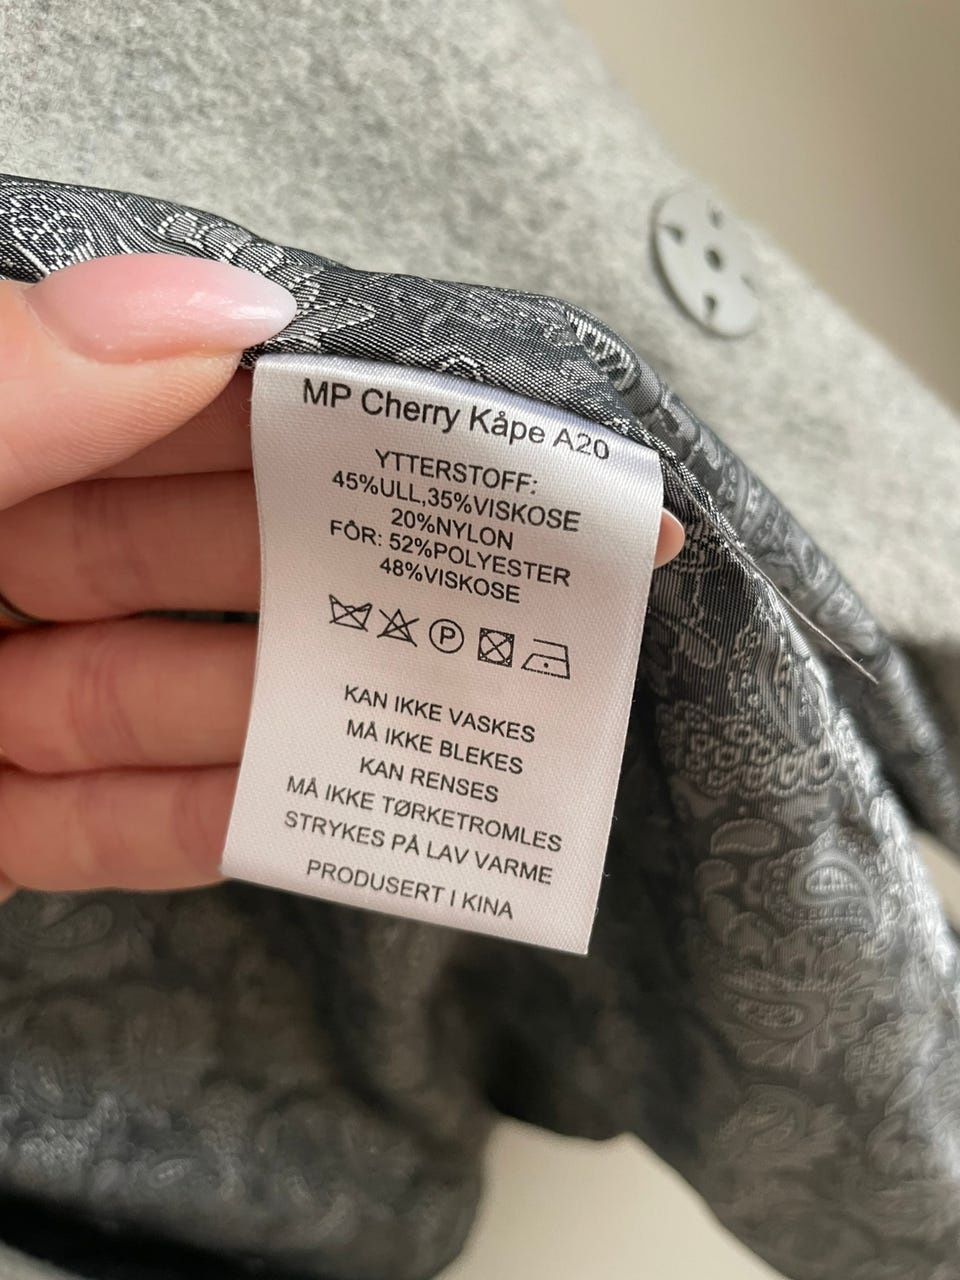 MP Cherry Kåpe A20
YTTERSTOFF:
45%ULL,35%VISKOSE
20%NYLON
FÔR: 52%POLYESTER
48%VISKOSE
P
KAN IKKE VASKES
MÅ IKKE BLEKES
KAN RENSES
MÅ IKKE TØRKETROMLES
STRYKES PÅ LAV VARME
PRODUSERT I KINA